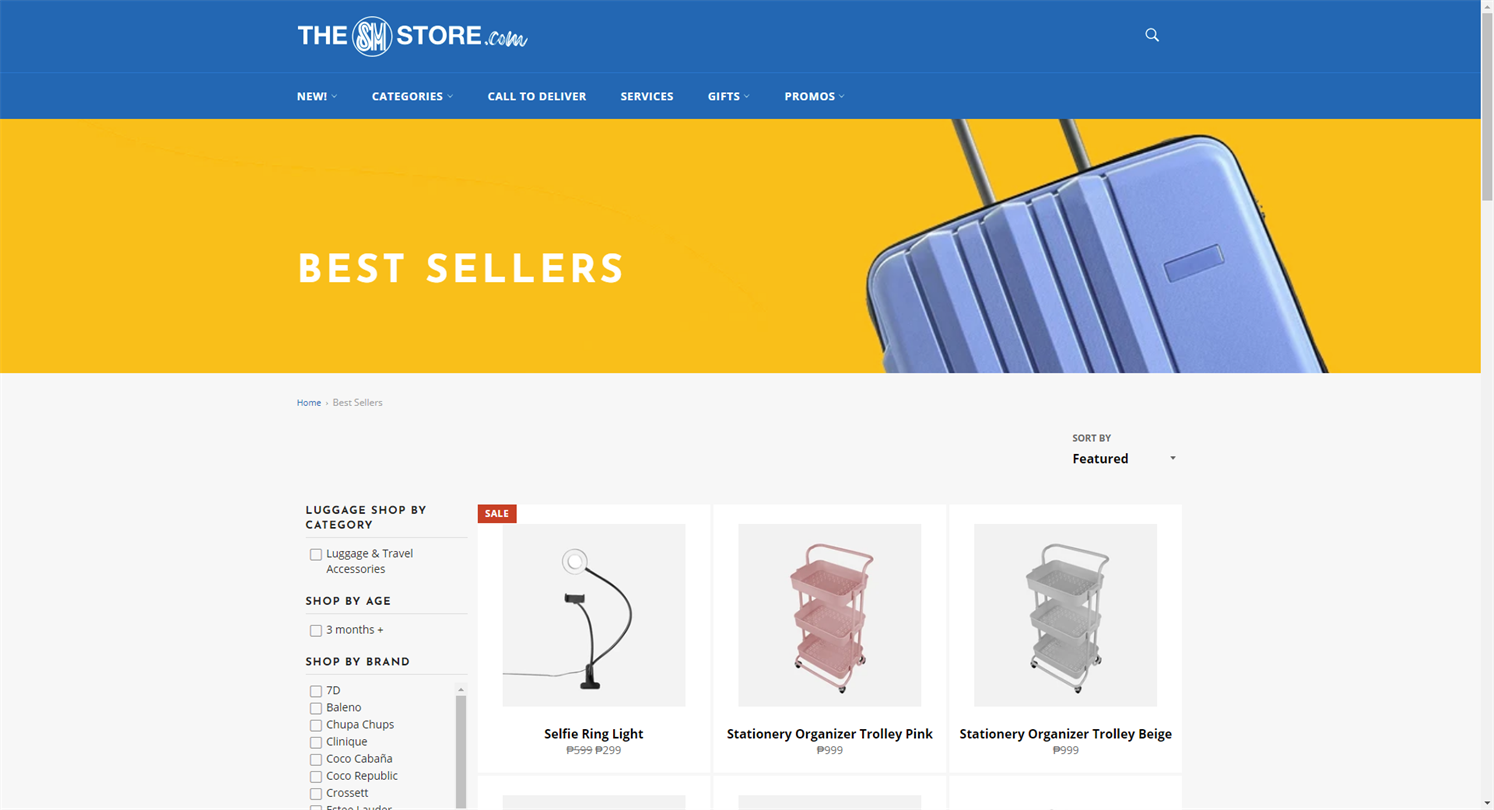 THE SM STORE.com
NEW!
CATEGORIES
CALL TO DELIVER
SERVICES
GIFTS
PROMOS
BEST SELLERS
Home › Best Sellers
SORT BY
Featured
LUGGAGE SHOP BY
CATEGORY
Luggage & Travel
Accessories
SHOP BY AGE
3 months +
SHOP BY BRAND
7D
Baleno
Chupa Chups
Clinique
Coco Cabaña
Coco Republic
Crossett
Estee Lauder
SALE
Selfie Ring Light
₱599 ₱299
Stationery Organizer Trolley Pink
₱999
Stationery Organizer Trolley Beige
₱999